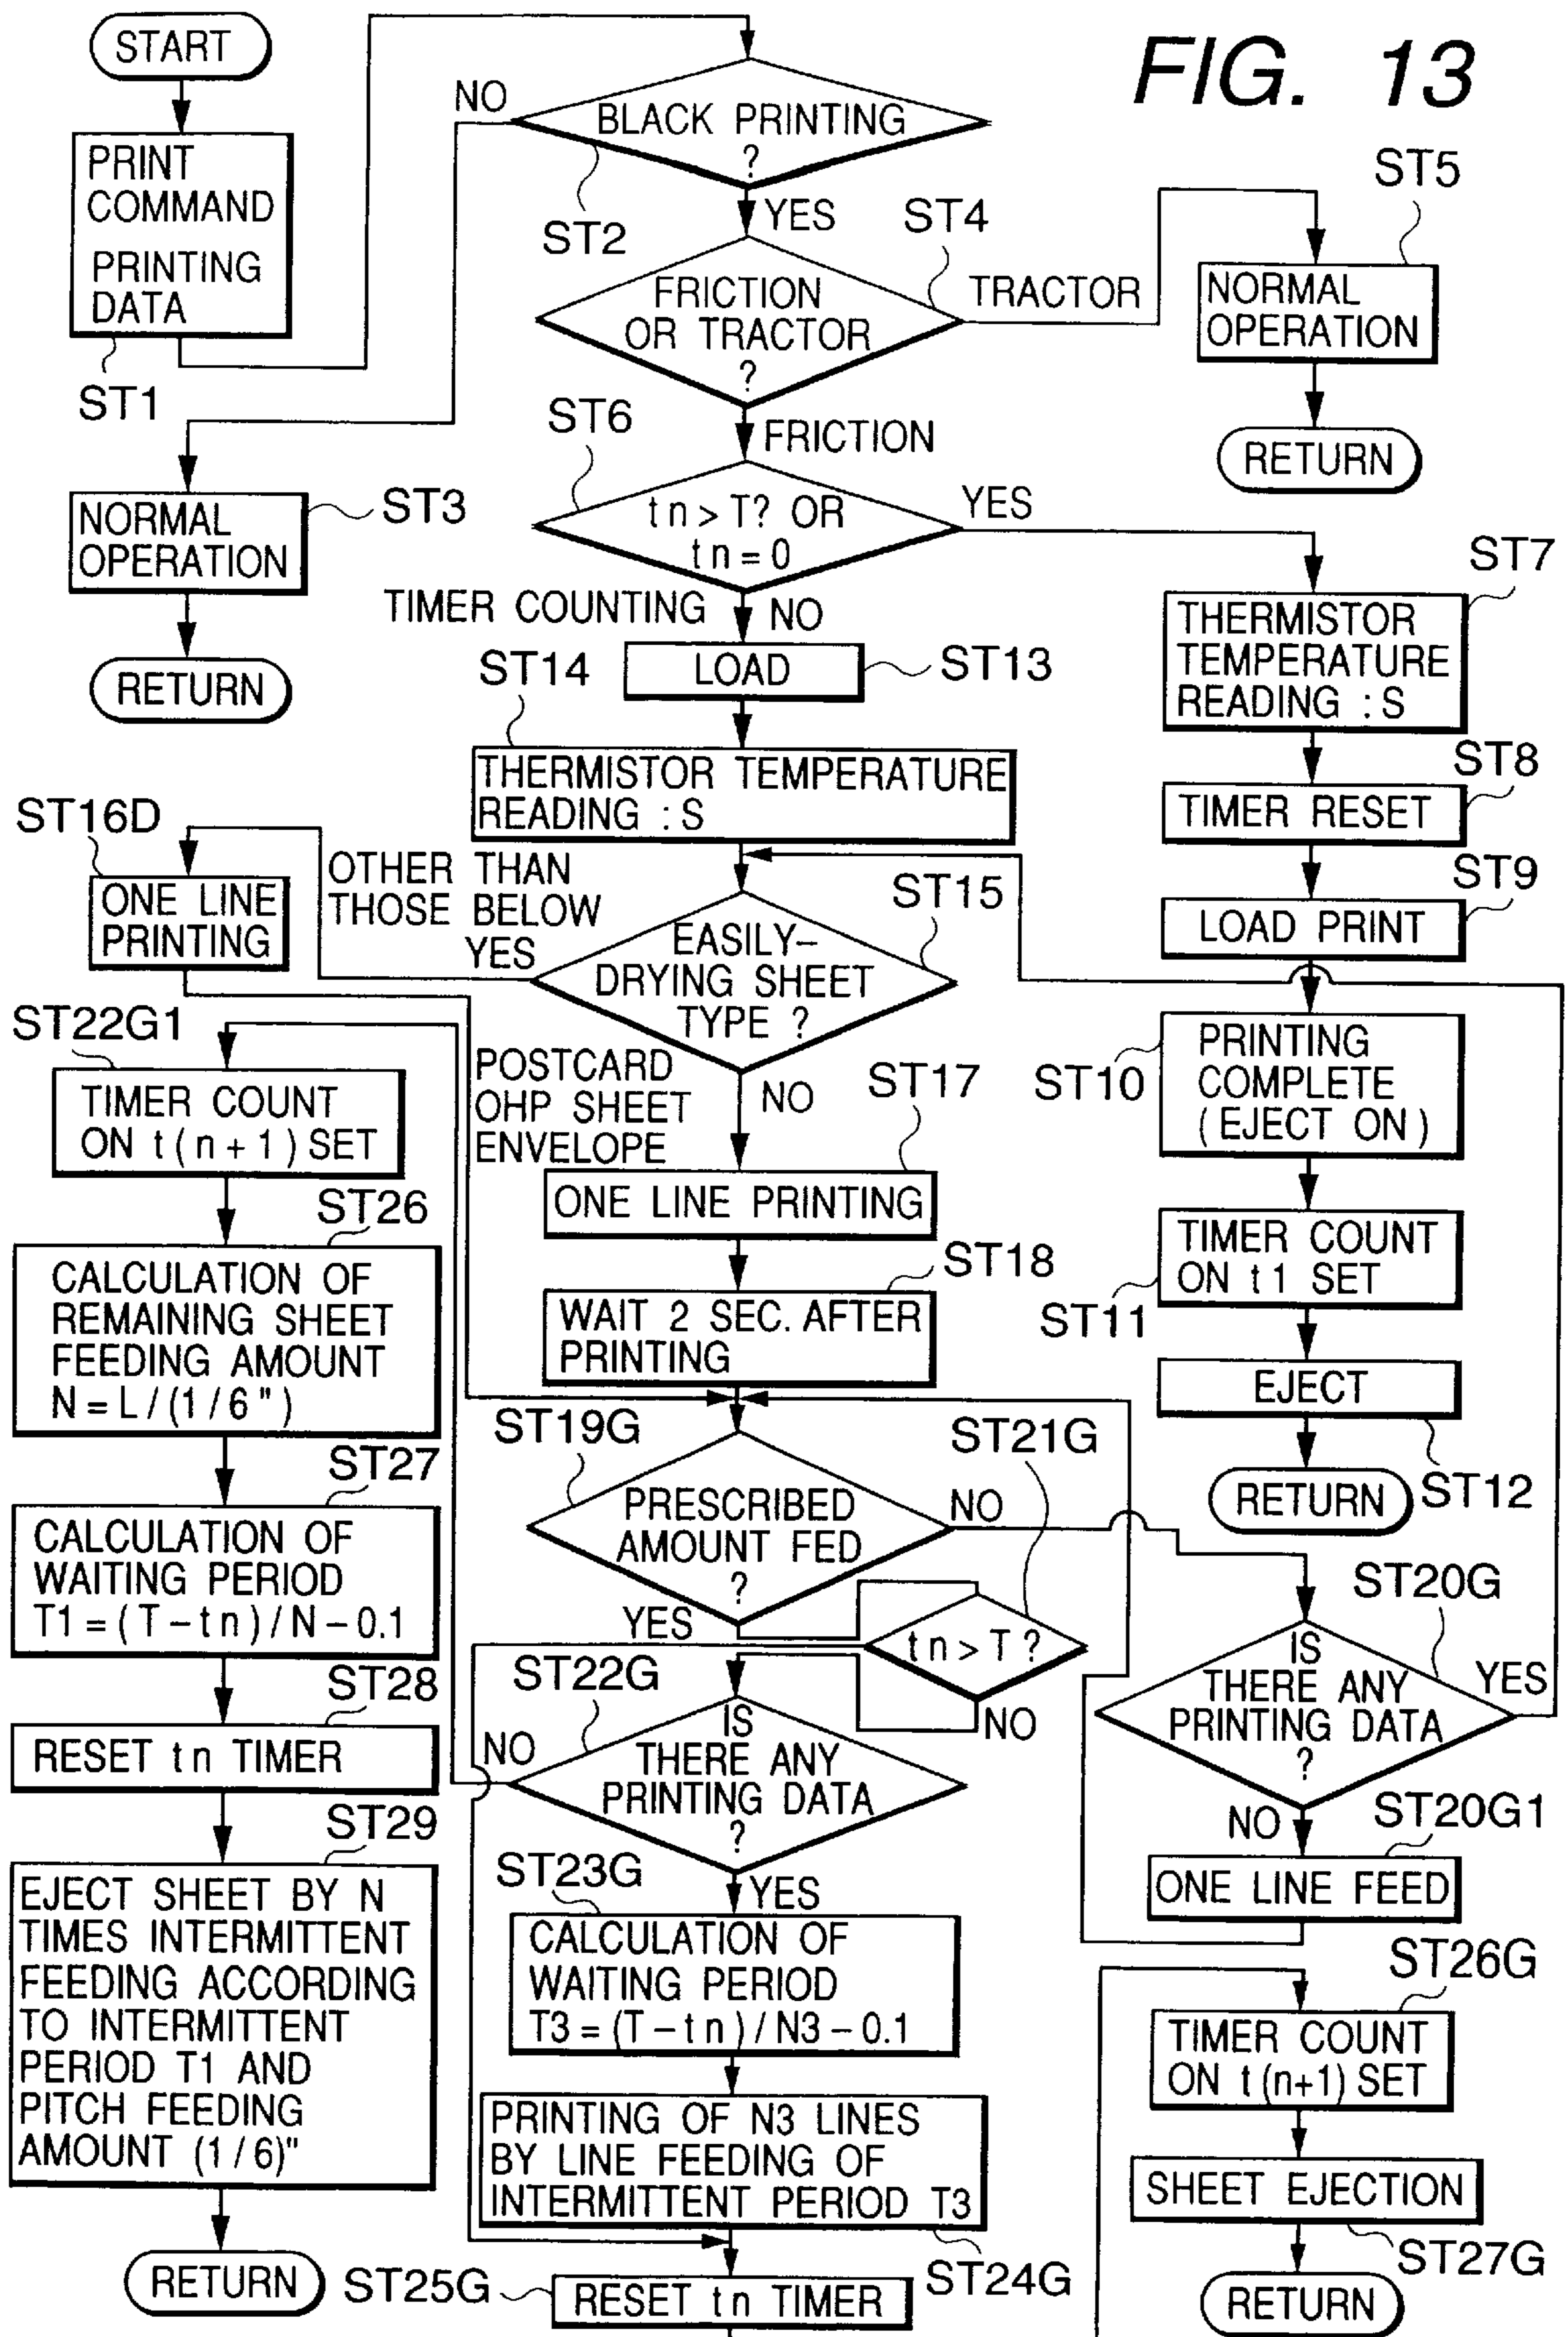 FIG. 13
START
PRINT
COMMAND
PRINTING
DATA
ST1
BLACK PRINTING
?
NO
YES
ST2
NORMAL
OPERATION
ST3
RETURN
FRICTION
OR TRACTOR
?
ST4
TRACTOR
FRICTION
NORMAL
OPERATION
ST5
RETURN
ST6
tn > T? OR
tn = 0
YES
TIMER COUNTING
NO
THERMISTOR
TEMPERATURE
READING : S
ST7
TIMER RESET
ST8
LOAD PRINT
ST9
PRINTING
COMPLETE
(EJECT ON)
ST10
TIMER COUNT
ON t1 SET
ST11
EJECT
ST12
RETURN
LOAD
ST13
ST14
THERMISTOR TEMPERATURE
READING : S
EASILY-
DRYING SHEET
TYPE ?
ST15
OTHER THAN
THOSE BELOW
YES
ST16D
ONE LINE
PRINTING
POSTCARD
OHP SHEET
ENVELOPE
NO
ST17
ONE LINE PRINTING
ST18
WAIT 2 SEC. AFTER
PRINTING
ST19G
PRESCRIBED
AMOUNT FED
?
NO
YES
ST20G
IS
THERE ANY
PRINTING DATA
?
YES
NO
ST20G1
ONE LINE FEED
ST21G
tn > T ?
NO
ST22G
IS
THERE ANY
PRINTING DATA
?
NO
YES
ST22G1
TIMER COUNT
ON t(n+1) SET
ST26
CALCULATION OF
REMAINING SHEET
FEEDING AMOUNT
N = L / (1/6")
ST27
CALCULATION OF
WAITING PERIOD
T1 = (T - tn) / N - 0.1
ST28
RESET tn TIMER
ST29
EJECT SHEET BY N
TIMES INTERMITTENT
FEEDING ACCORDING
TO INTERMITTENT
PERIOD T1 AND
PITCH FEEDING
AMOUNT (1/6)"
RETURN
ST23G
CALCULATION OF
WAITING PERIOD
T3 = (T - tn) / N3 - 0.1
PRINTING OF N3 LINES
BY LINE FEEDING OF
INTERMITTENT PERIOD T3
ST24G
ST25G
RESET tn TIMER
ST26G
TIMER COUNT
ON t(n+1) SET
SHEET EJECTION
ST27G
RETURN